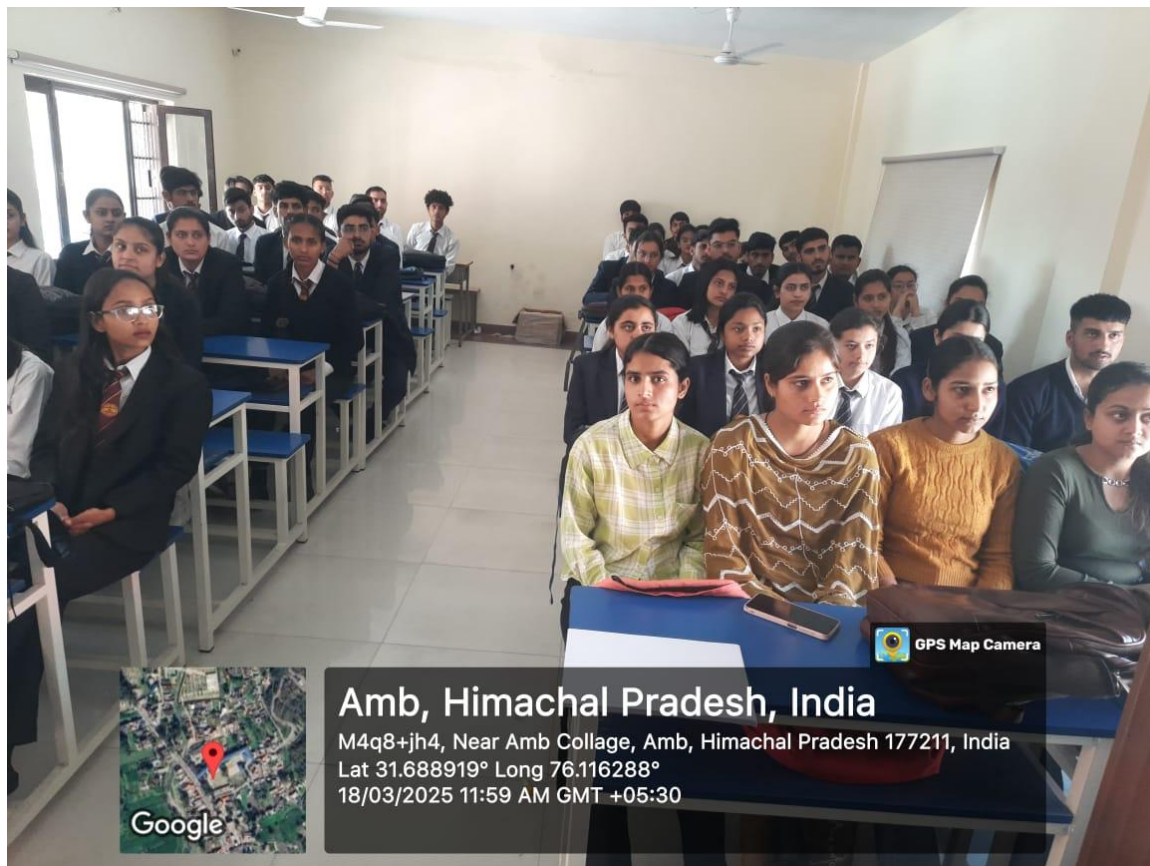 GPS Map Camera
Amb, Himachal Pradesh, India
M4q8+jh4, Near Amb Collage, Amb, Himachal Pradesh 177211, India
Lat 31.688919° Long 76.116288°
18/03/2025 11:59 AM GMT +05:30
Google